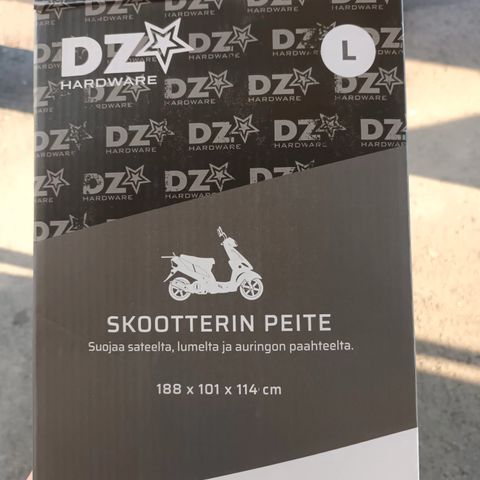 DZ
HARDWARE
L
SKOOTTERIN PEITE
Suojaa sateelta, lumelta ja auringon paahteelta.
188 x 101 x 114 cm